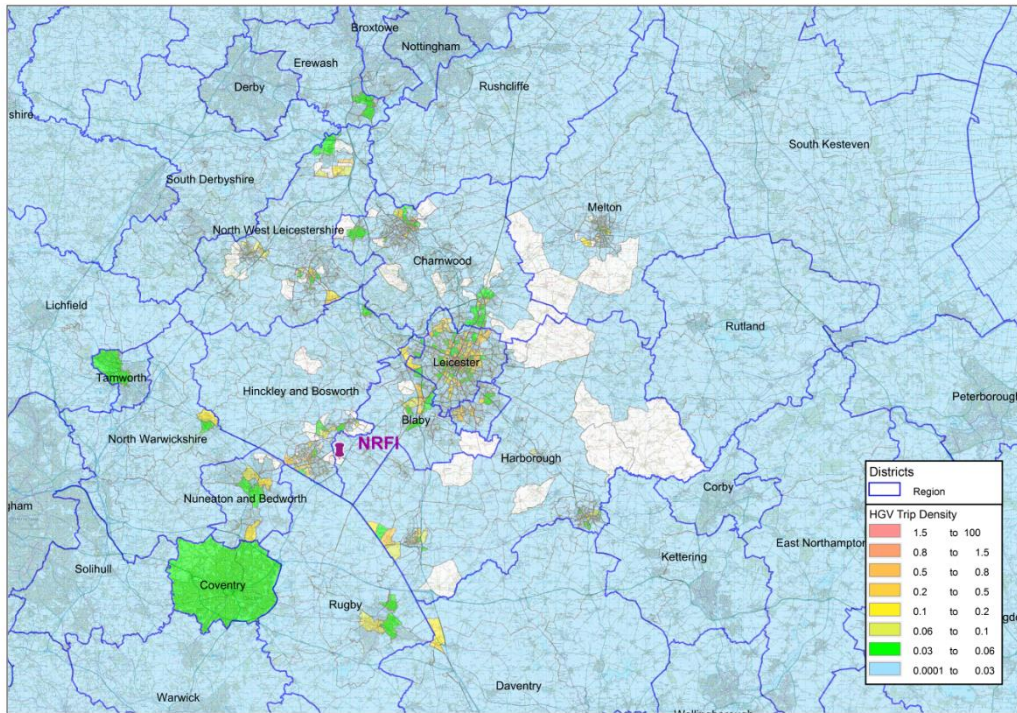 Broxtowe
Nottingham
Erewash
Derby
Rushcliffe
shire
South Kesteven
South Derbyshire
Melton
North West Leicestershire
Charnwood
Lichfield
Rutland
Leicester
Tamworth
Hinckley and Bosworth
Peterborough
Blaby
North Warwickshire
NRFI
Harborough
Nuneaton and Bedworth
Corby
gham
Kettering
East Northampton
Solihull
Coventry
Rugby
Warwick
Daventry
Districts
Region
HGV Trip Density
1.5 to 100
0.8 to 1.5
0.5 to 0.8
0.2 to 0.5
0.1 to 0.2
0.06 to 0.1
0.03 to 0.06
0.0001 to 0.03